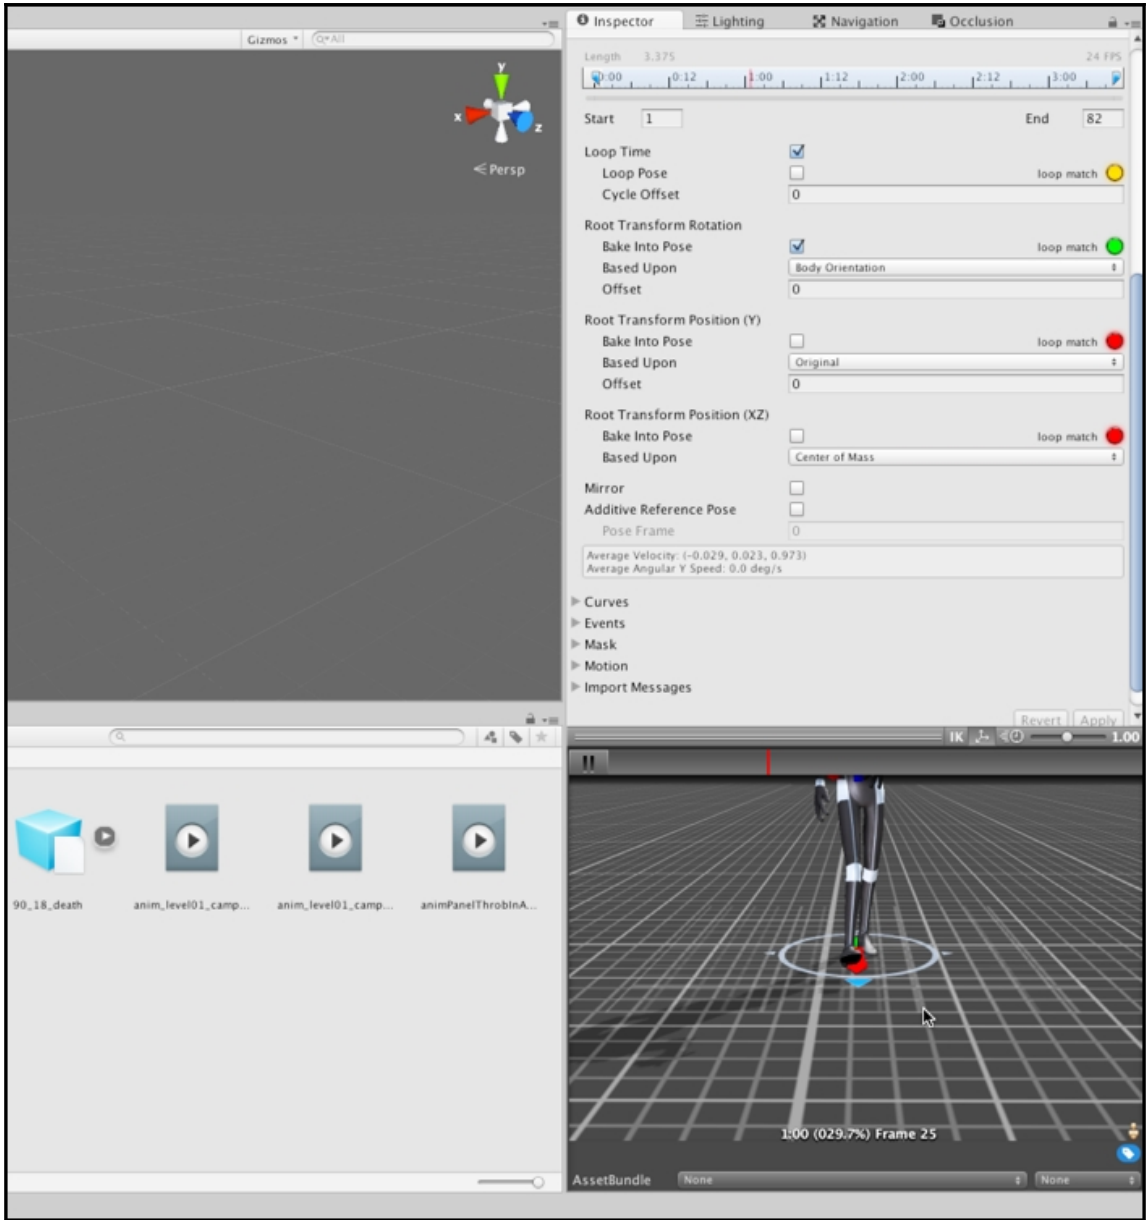 Inspector Lighting Navigation Occlusion
Gizmos All
Length 3.375 24 FPS
0:00 0:12 1:00 1:12 2:00 2:12 3:00
y
x
z
Persp
Start 1 End 82
Loop Time
Loop Pose loop match
Cycle Offset 0
Root Transform Rotation
Bake Into Pose loop match
Based Upon Body Orientation
Offset 0
Root Transform Position (Y)
Bake Into Pose loop match
Based Upon Original
Offset 0
Root Transform Position (XZ)
Bake Into Pose loop match
Based Upon Center of Mass
Mirror
Additive Reference Pose
Pose Frame 0
Average Velocity: (-0.029, 0.023, 0.973)
Average Angular Y Speed: 0.0 deg/s
Curves
Events
Mask
Motion
Import Messages
Revert Apply
IK 1.00
90_18_death anim_level01_camp... anim_level01_camp... animPanelThrobInA...
1:00 (029.7%) Frame 25
AssetBundle None None